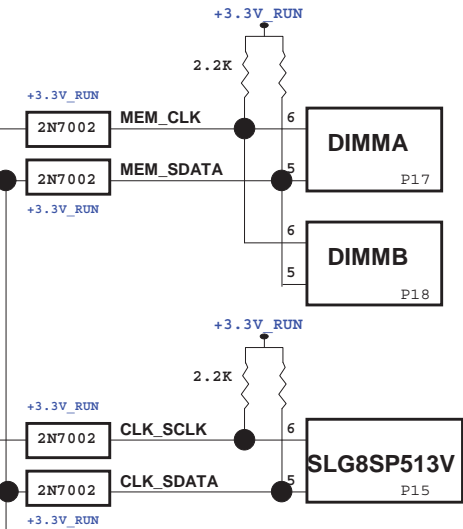 +3.3V_RUN
2.2K
+3.3V_RUN
2N7002
MEM_CLK
6
DIMMA
2N7002
MEM_SDATA
5
P17
+3.3V_RUN
6
DIMMB
5
P18
+3.3V_RUN
2.2K
+3.3V_RUN
2N7002
CLK_SCLK
6
SLG8SP513V
2N7002
CLK_SDATA
5
P15
+3.3V_RUN